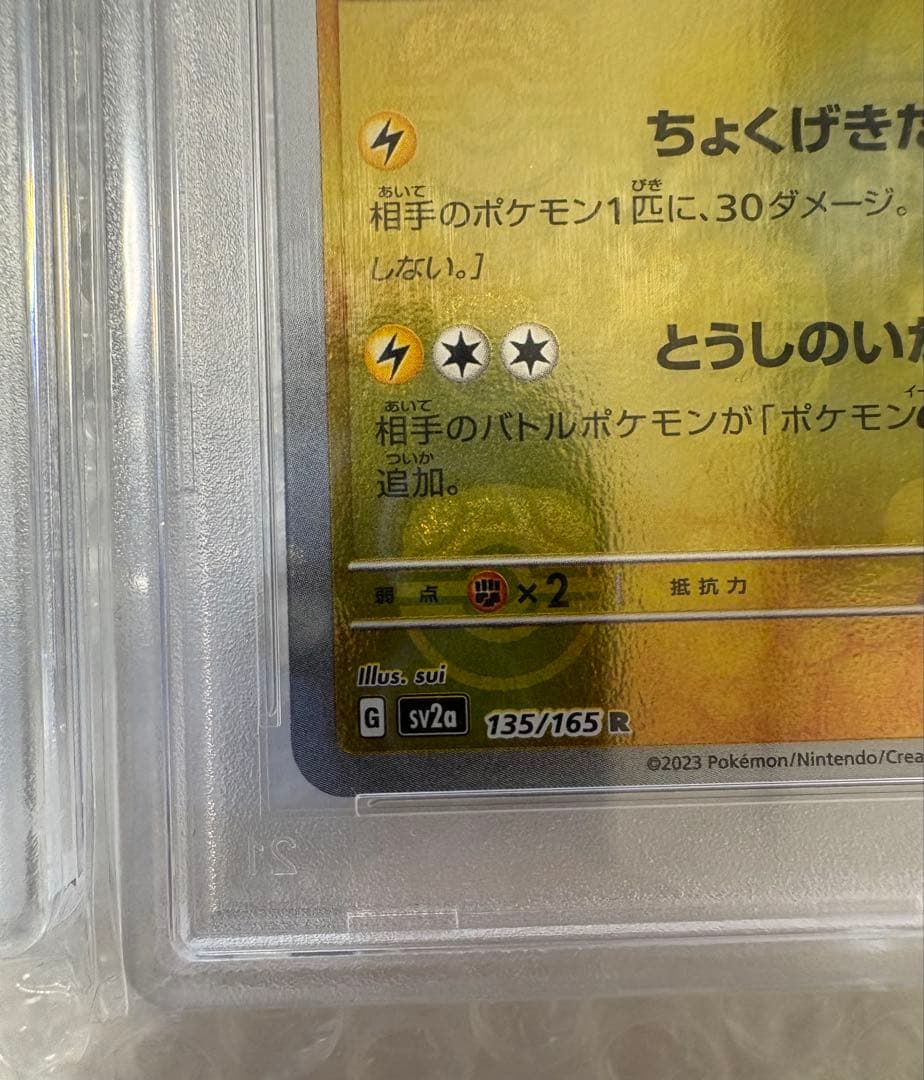 ちょくげきだ
あいて びき
相手のポケモン1匹に、30ダメージ。
しない。]
とうしのいか
あいて イー
相手のバトルポケモンが「ポケモン
ついか
追加。
弱点 ×2 抵抗力
Illus. sui
G sv2a 135/165 R
©2023 Pokémon/Nintendo/Crea
21